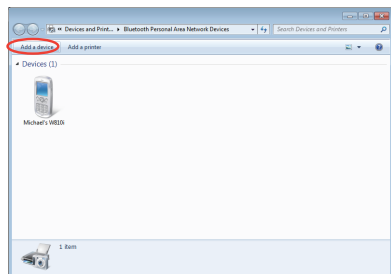 « Devices and Print... ▸ Bluetooth Personal Area Network Devices
Search Devices and Printers
Add a device Add a printer
Devices (1)
Michael's W810i
1 item